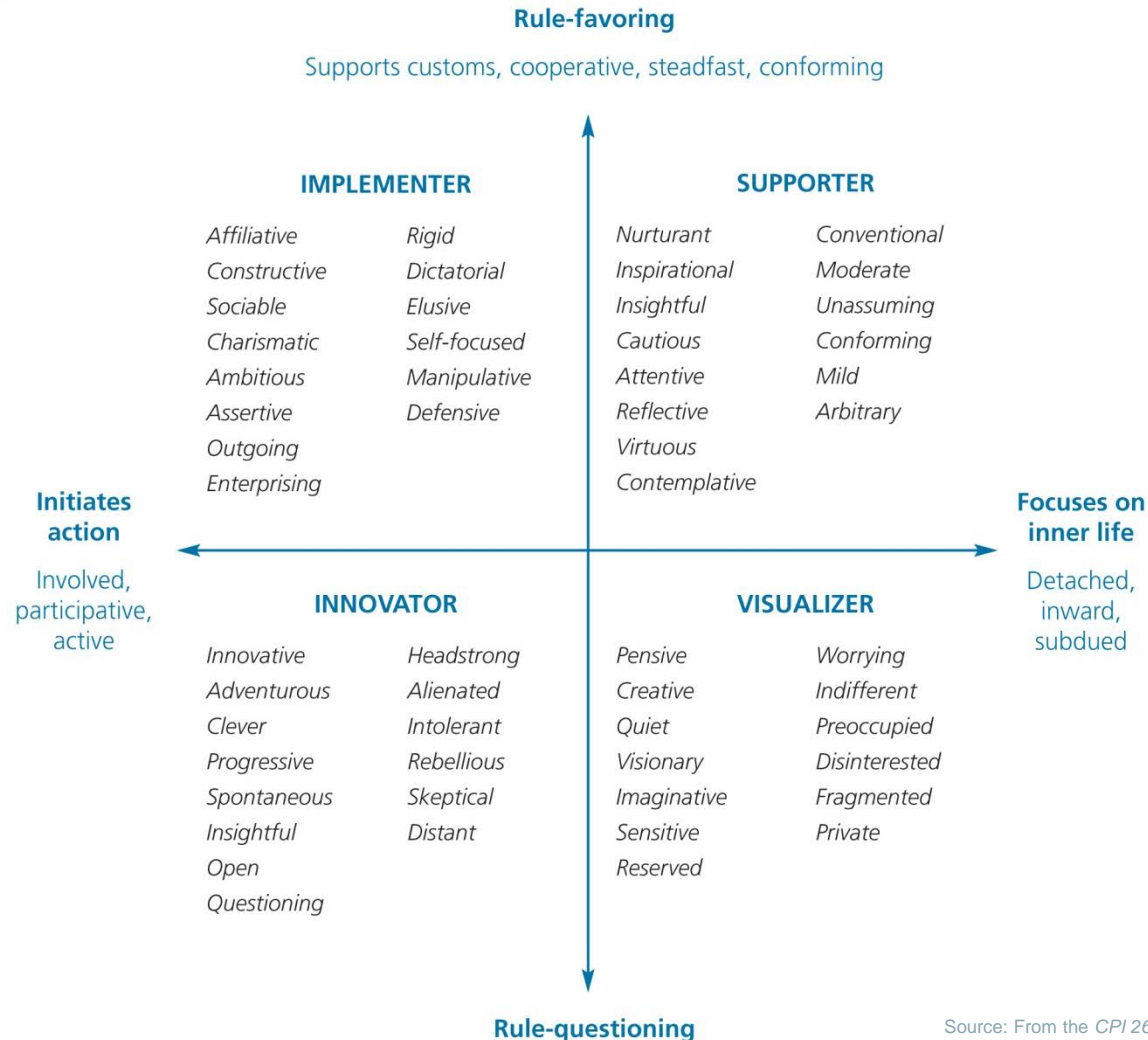 Rule-favoring
Supports customs, cooperative, steadfast, conforming
IMPLEMENTER
Affiliative
Constructive
Sociable
Charismatic
Ambitious
Assertive
Outgoing
Enterprising
Rigid
Dictatorial
Elusive
Self-focused
Manipulative
Defensive
SUPPORTER
Nurturant
Inspirational
Insightful
Cautious
Attentive
Reflective
Virtuous
Contemplative
Conventional
Moderate
Unassuming
Conforming
Mild
Arbitrary
Initiates
action
Involved,
participative,
active
Focuses on
inner life
Detached,
inward,
subdued
INNOVATOR
Innovative
Adventurous
Clever
Progressive
Spontaneous
Insightful
Open
Questioning
Headstrong
Alienated
Intolerant
Rebellious
Skeptical
Distant
VISUALIZER
Pensive
Creative
Quiet
Visionary
Imaginative
Sensitive
Reserved
Worrying
Indifferent
Preoccupied
Disinterested
Fragmented
Private
Rule-questioning
Source: From the CPI 26